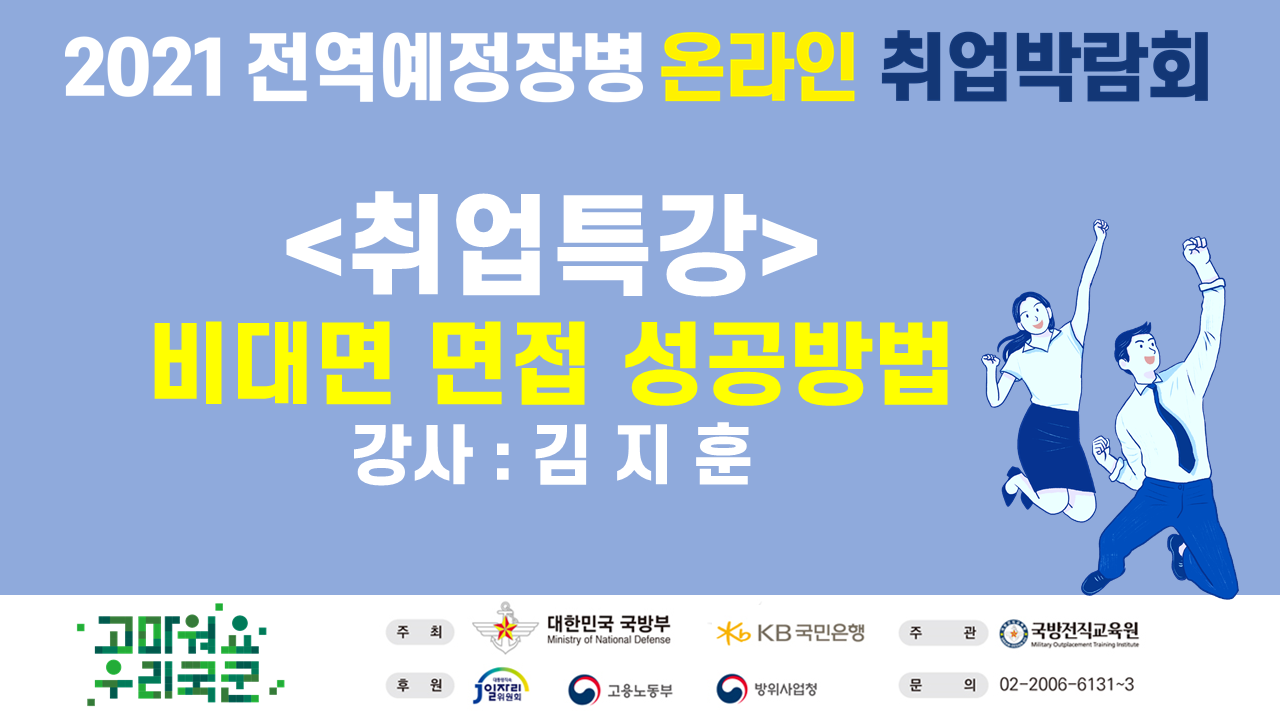 2021 전역예정장병 온라인 취업박람회
<취업특강>
비대면 면접 성공방법
강사 : 김 지 훈
고마워요
우리국군
주 최
대한민국 국방부
Ministry of National Defense
KB국민은행
주 관
국방전직교육원
Military Outplacement Training Institute
후 원
대통령직속
일자리
위원회
고용노동부
방위사업청
문 의
02-2006-6131~3